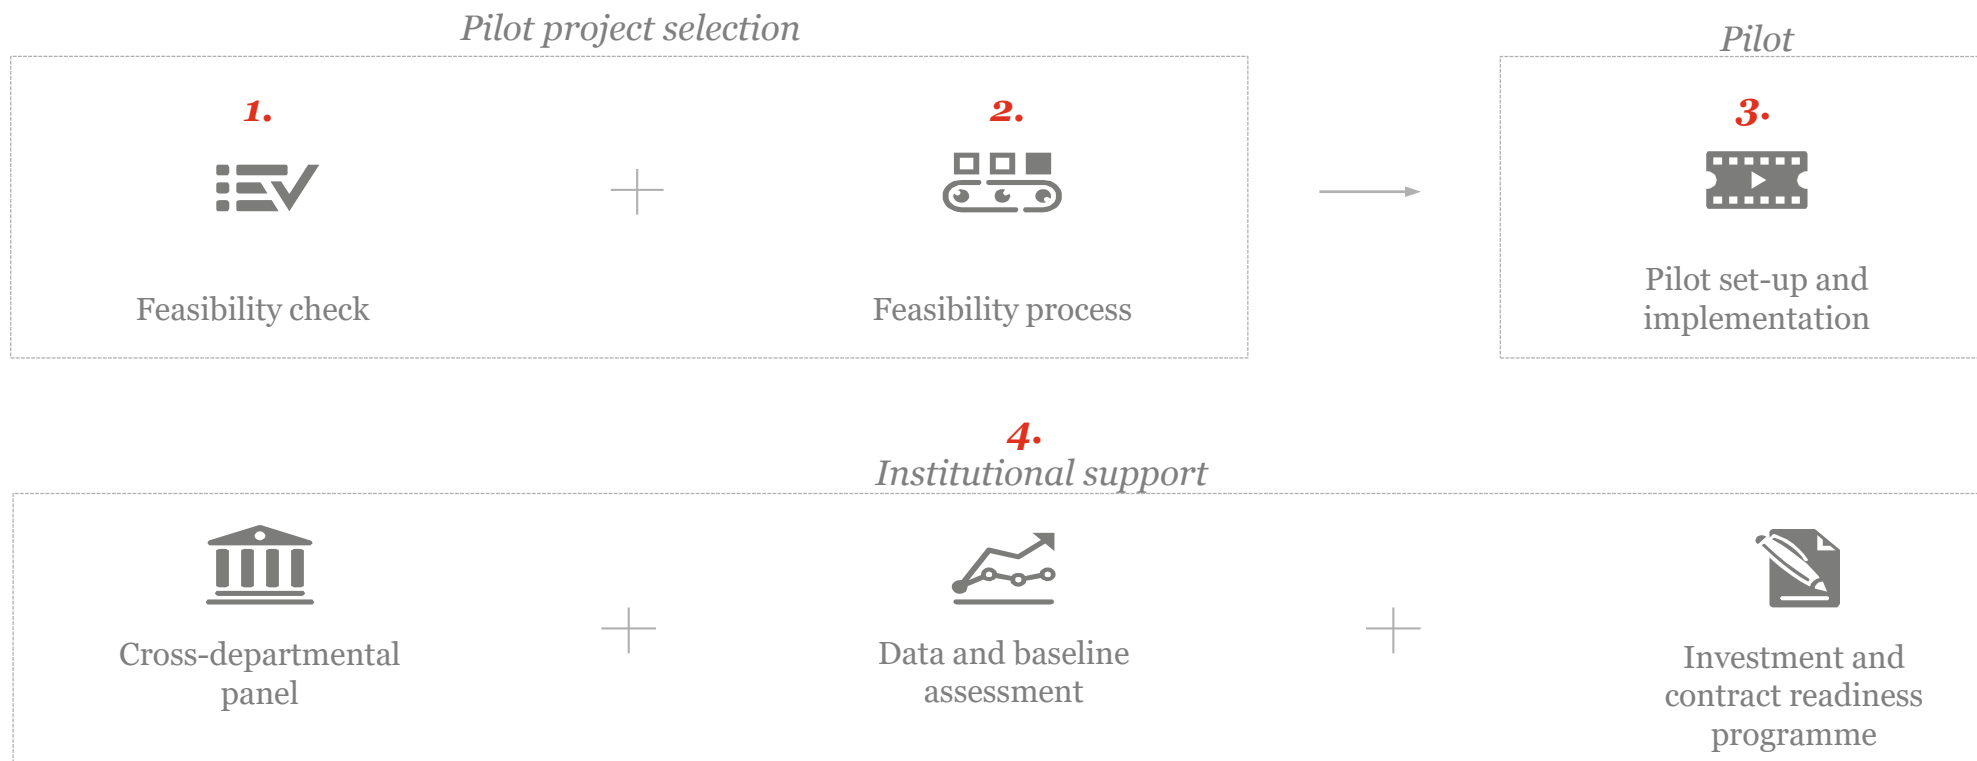 Pilot project selection
Pilot
1.
2.
3.
Feasibility check
Feasibility process
Pilot set-up and
implementation
4.
Institutional support
Cross-departmental
panel
Data and baseline
assessment
Investment and
contract readiness
programme